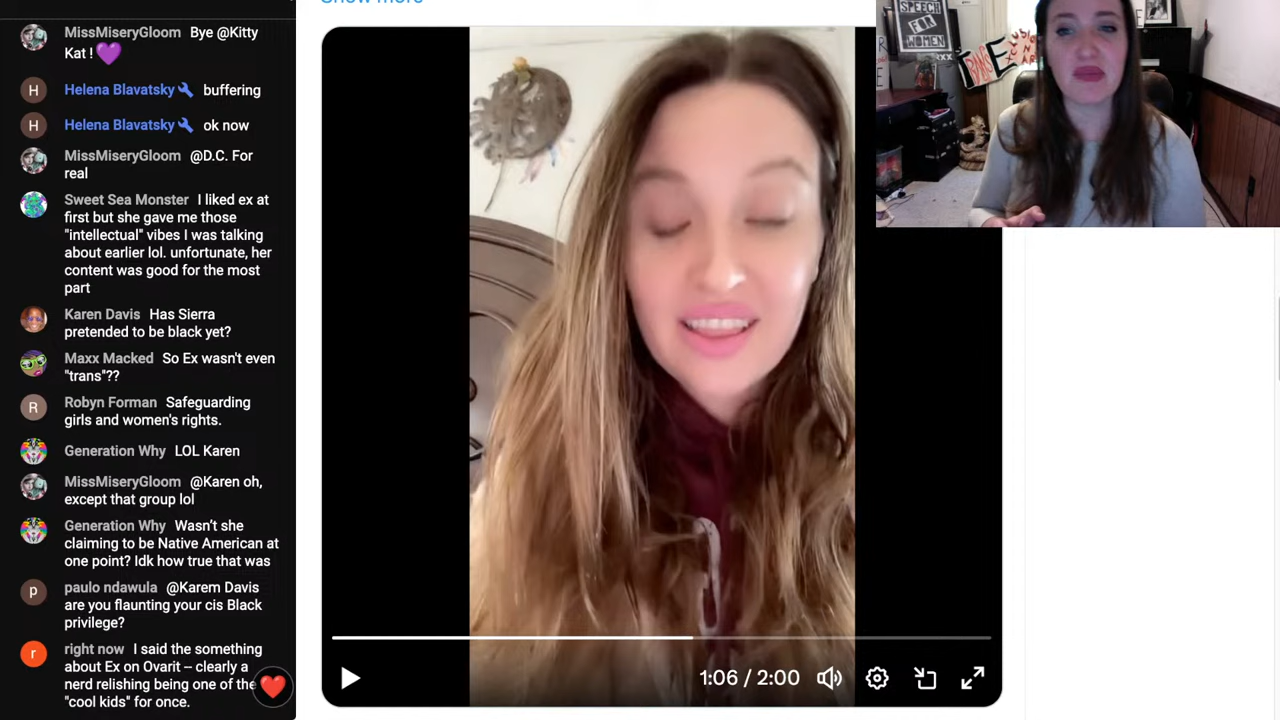 MissMiseryGloom Bye @Kitty
Kat ! 💜
H Helena Blavatsky buffering
H Helena Blavatsky ok now
MissMiseryGloom @D.C. For
real
Sweet Sea Monster I liked ex at
first but she gave me those
"intellectual" vibes I was talking
about earlier lol. unfortunate, her
content was good for the most
part
Karen Davis Has Sierra
pretended to be black yet?
Maxx Macked So Ex wasn't even
"trans"??
R Robyn Forman Safeguarding
girls and women's rights.
Generation Why LOL Karen
MissMiseryGloom @Karen oh,
except that group lol
Generation Why Wasn't she
claiming to be Native American at
one point? Idk how true that was
p paulo ndawula @Karem Davis
are you flaunting your cis Black
privilege?
r right now I said the something
about Ex on Ovarit – clearly a
nerd relishing being one of the
"cool kids" for once.
Show more
1:06 / 2:00
SPEECH
FOR
WOMEN